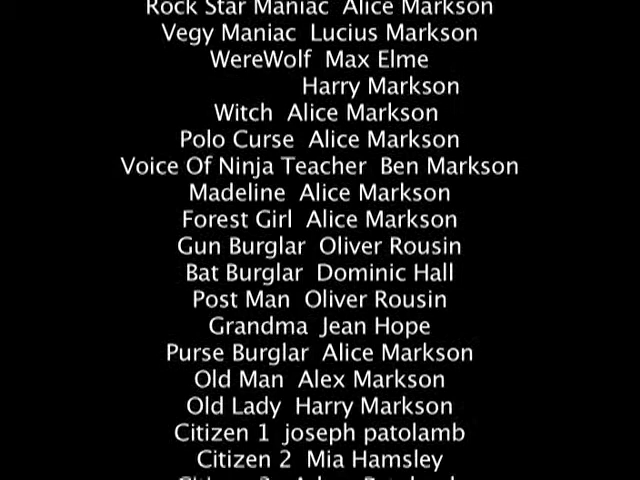 Rock Star Maniac Alice Markson
Vegy Maniac Lucius Markson
WereWolf Max Elme
Harry Markson
Witch Alice Markson
Polo Curse Alice Markson
Voice Of Ninja Teacher Ben Markson
Madeline Alice Markson
Forest Girl Alice Markson
Gun Burglar Oliver Rousin
Bat Burglar Dominic Hall
Post Man Oliver Rousin
Grandma Jean Hope
Purse Burglar Alice Markson
Old Man Alex Markson
Old Lady Harry Markson
Citizen 1 joseph patolamb
Citizen 2 Mia Hamsley